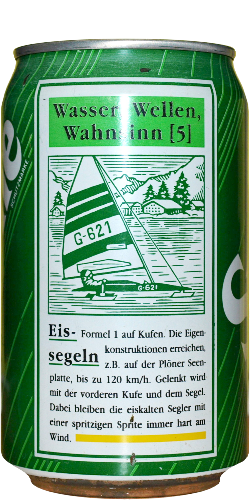 Wasser, Wellen,
Wahnsinn [5]
G-621
G-621
Eis- Formel 1 auf Kufen. Die Eigen-
segeln konstruktionen erreichen,
z.B. auf der Plöner Seen-
platte, bis zu 120 km/h. Gelenkt wird
mit der vorderen Kufe und dem Segel.
Dabei bleiben die eiskalten Segler mit
einer spritzigen Sprite immer hart am
Wind.